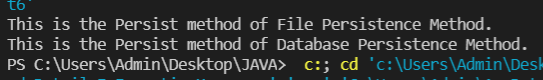 t6'
This is the Persist method of File Persistence Method.
This is the Persist method of Database Persistence Method.
PS C:\Users\Admin\Desktop\JAVA> c:; cd 'c:\Users\Admin\Desk